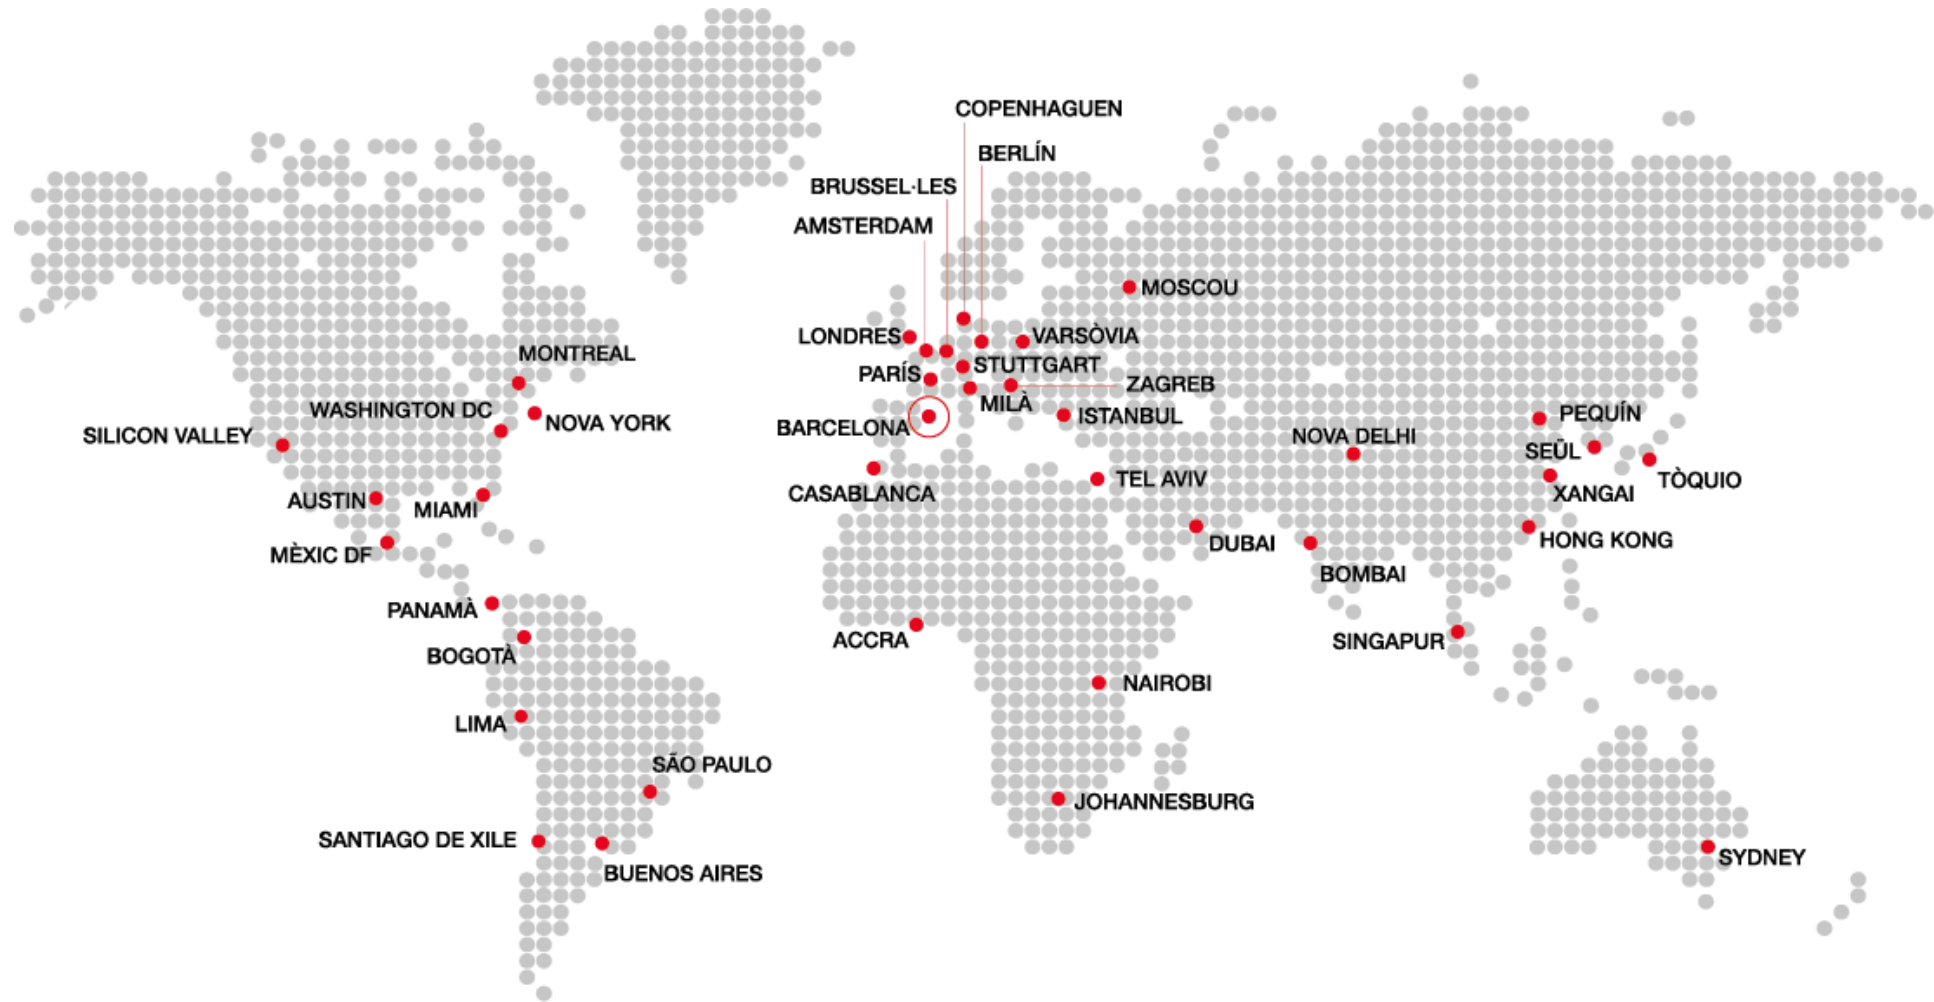 COPENHAGUEN
BERLÍN
BRUSSEL·LES
AMSTERDAM
MOSCOU
LONDRES
VARSÒVIA
MONTREAL
STUTTGART
PARÍS
ZAGREB
MILÀ
WASHINGTON DC
NOVA YORK
ISTANBUL
PEQUÍN
BARCELONA
SILICON VALLEY
NOVA DELHI
SEÜL
TEL AVIV
TÒQUIO
CASABLANCA
XANGAI
AUSTIN
MIAMI
DUBAI
HONG KONG
MÈXIC DF
BOMBAI
PANAMÀ
ACCRA
SINGAPUR
BOGOTÀ
NAIROBI
LIMA
SÃO PAULO
JOHANNESBURG
SANTIAGO DE XILE
SYDNEY
BUENOS AIRES